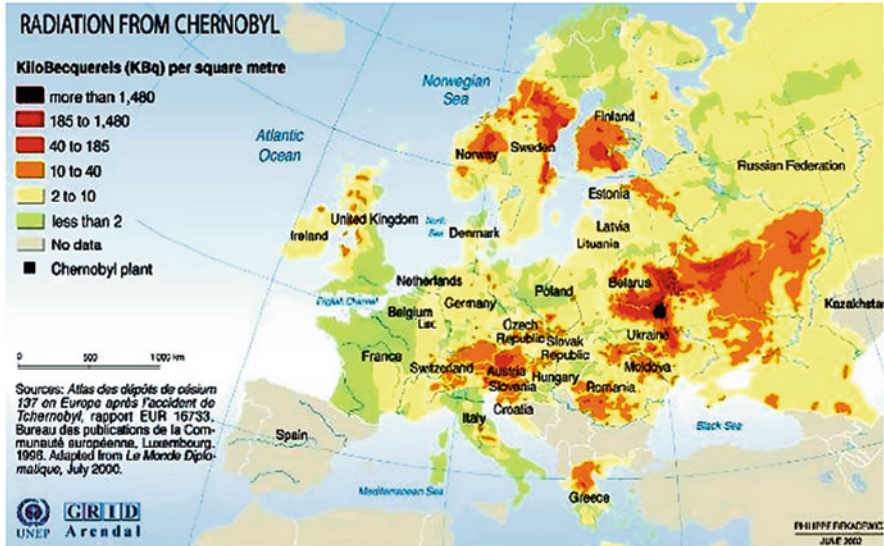 RADIATION FROM CHERNOBYL
KiloBecquerels (KBq) per square metre
more than 1,480
185 to 1,480
40 to 185
10 to 40
2 to 10
less than 2
No data
Chernobyl plant
Norwegian
Sea
Atlantic
Ocean
Finland
Norway
Sweden
Russian Federation
Estonia
United Kingdom
North
Sea
Latvia
Ireland
Denmark
Lithuania
Netherlands
Belarus
Poland
English Channel
Germany
Kazakhstan
Belgium
Lux.
Czech
Republic
Ukraine
Slovak
Republic
France
Moldova
Switzerland
Austria
Hungary
Slovenia
Romania
Croatia
Italy
Spain
Black Sea
Mediterranean Sea
Greece
0 500 1000 km
Sources: Atlas des dépôts de césium
137 en Europe après l'accident de
Tchernobyl, rapport EUR 16733,
Bureau des publications de la Com-
munauté européenne, Luxembourg,
1998. Adapted from Le Monde Diplo-
matique, July 2000.
UNEP
GRID
Arendal
PHILIPPE REKACEWICZ
JUNE 2002